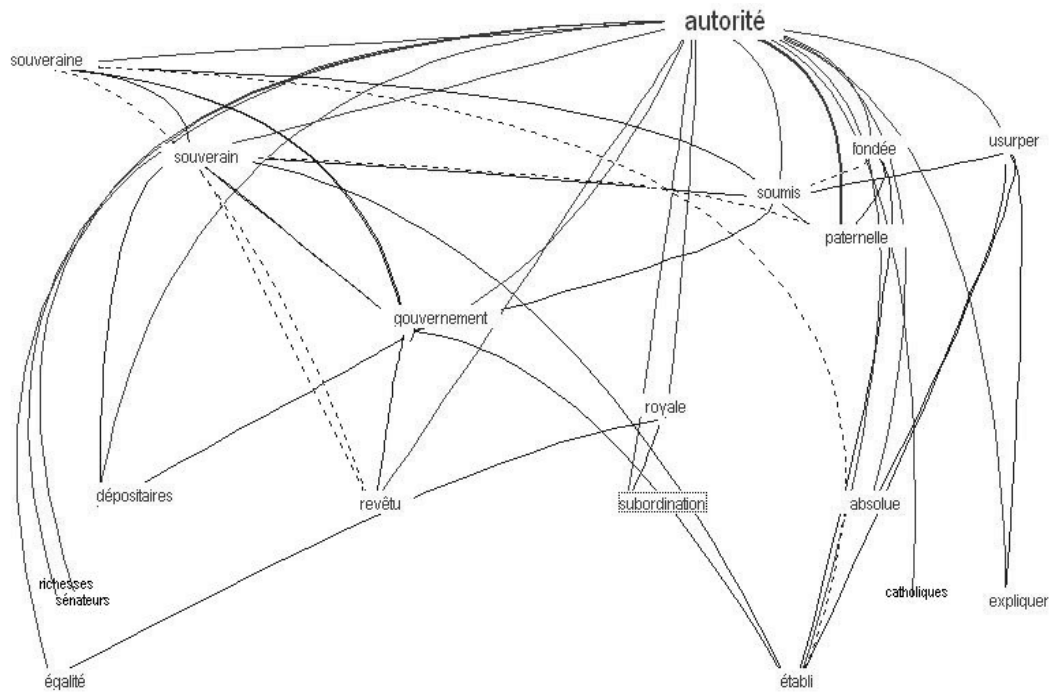 autorité
souveraine
usurper
fondée
souverain
soumis
paternelle
gouvernement
royale
dépositaires
revêtu
subordination
absolue
richesses
sénateurs
catholiques
expliquer
égalité
établi